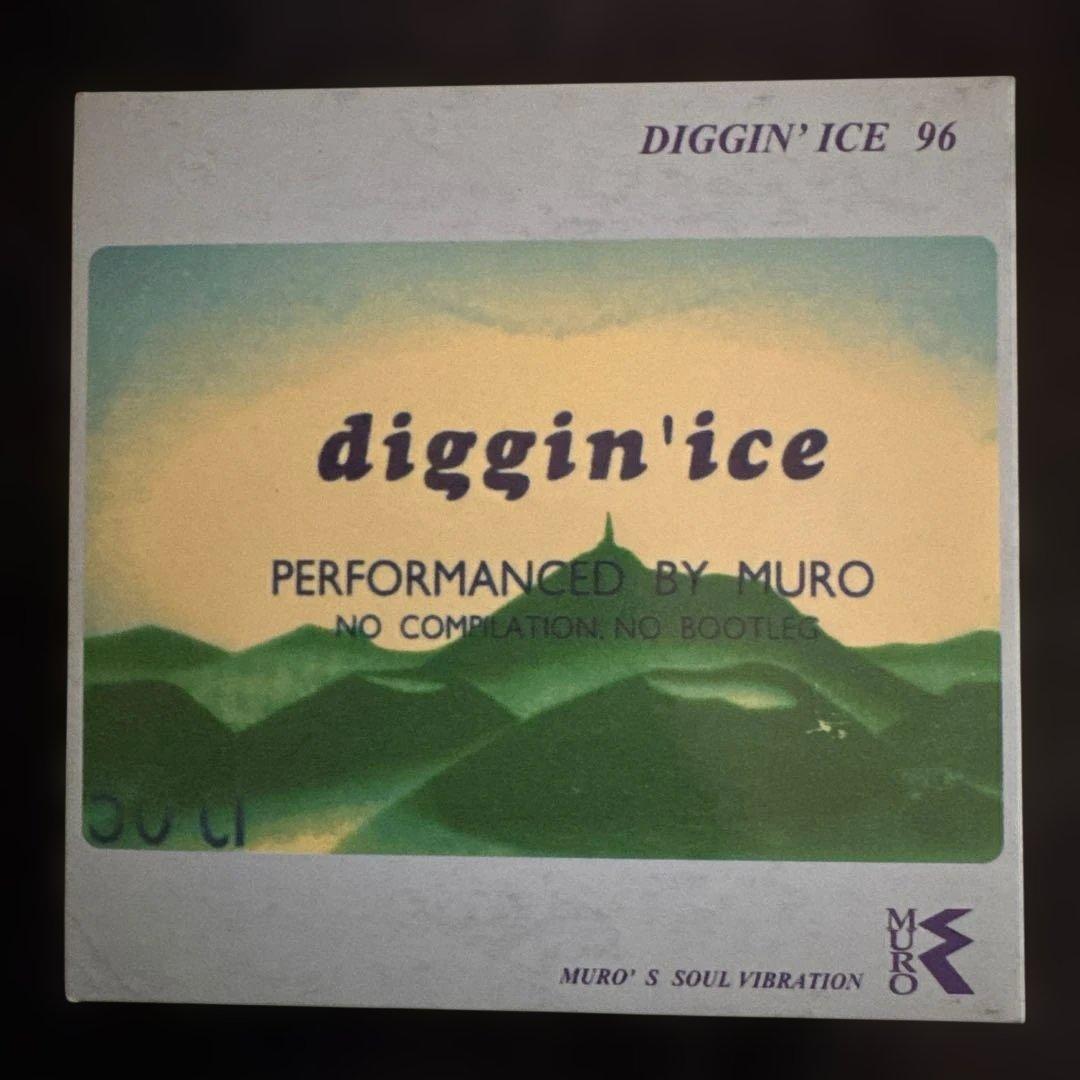 DIGGIN' ICE 96
diggin'ice
PERFORMANCED BY MURO
NO COMPILATION, NO BOOTLEG
MURO' S SOUL VIBRATION
MURO